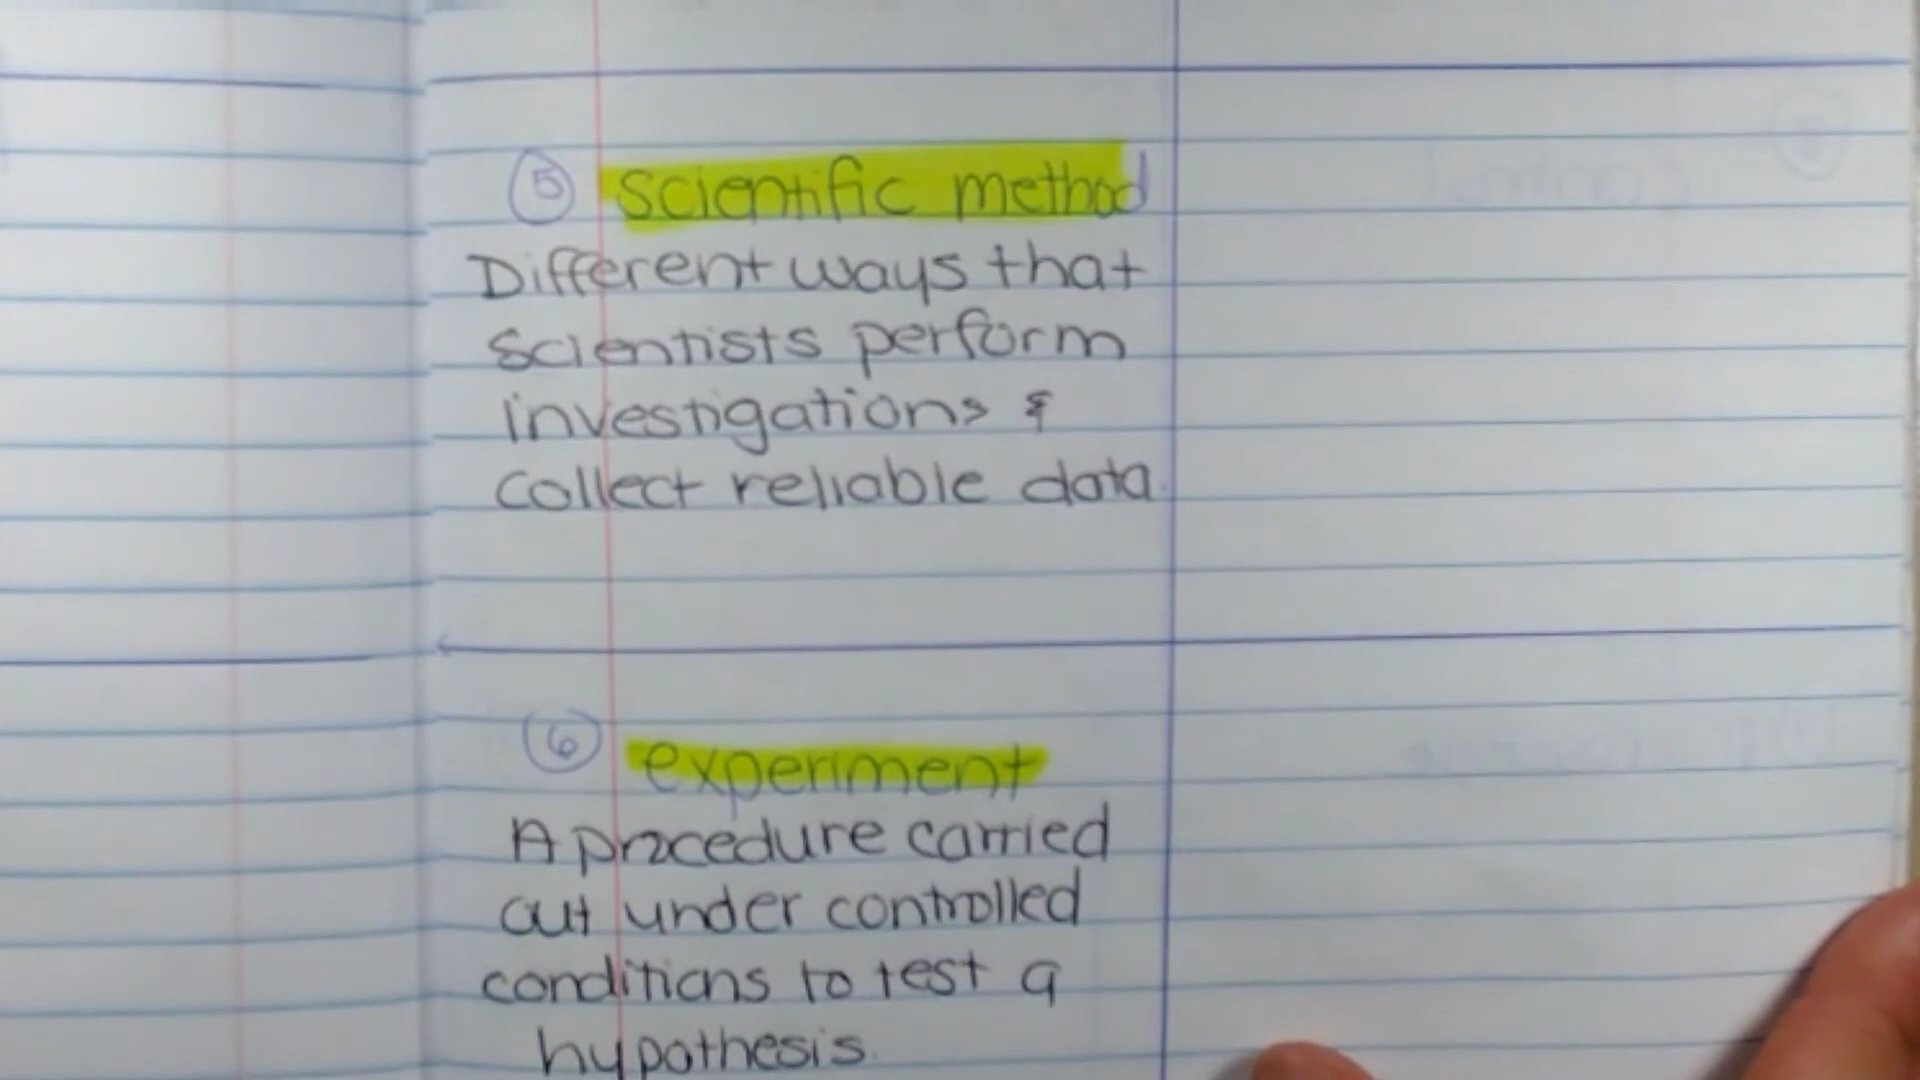 5 scientific method
Different ways that
scientists perform
investigations &
collect reliable data
6 experiment
A procedure carried
out under controlled
conditions to test a
hypothesis.